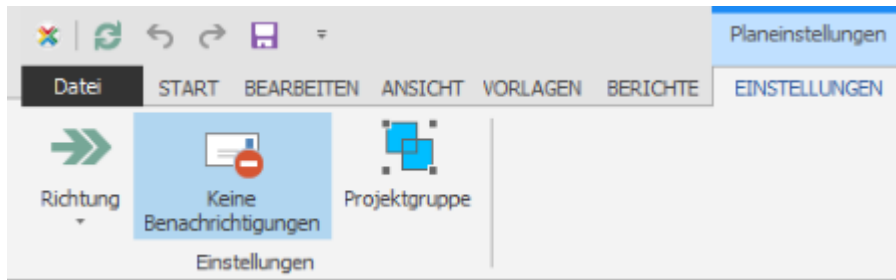 Planeinstellungen
Datei START BEARBEITEN ANSICHT VORLAGEN BERICHTE EINSTELLUNGEN
Richtung
Keine
Benachrichtigungen
Projektgruppe
Einstellungen